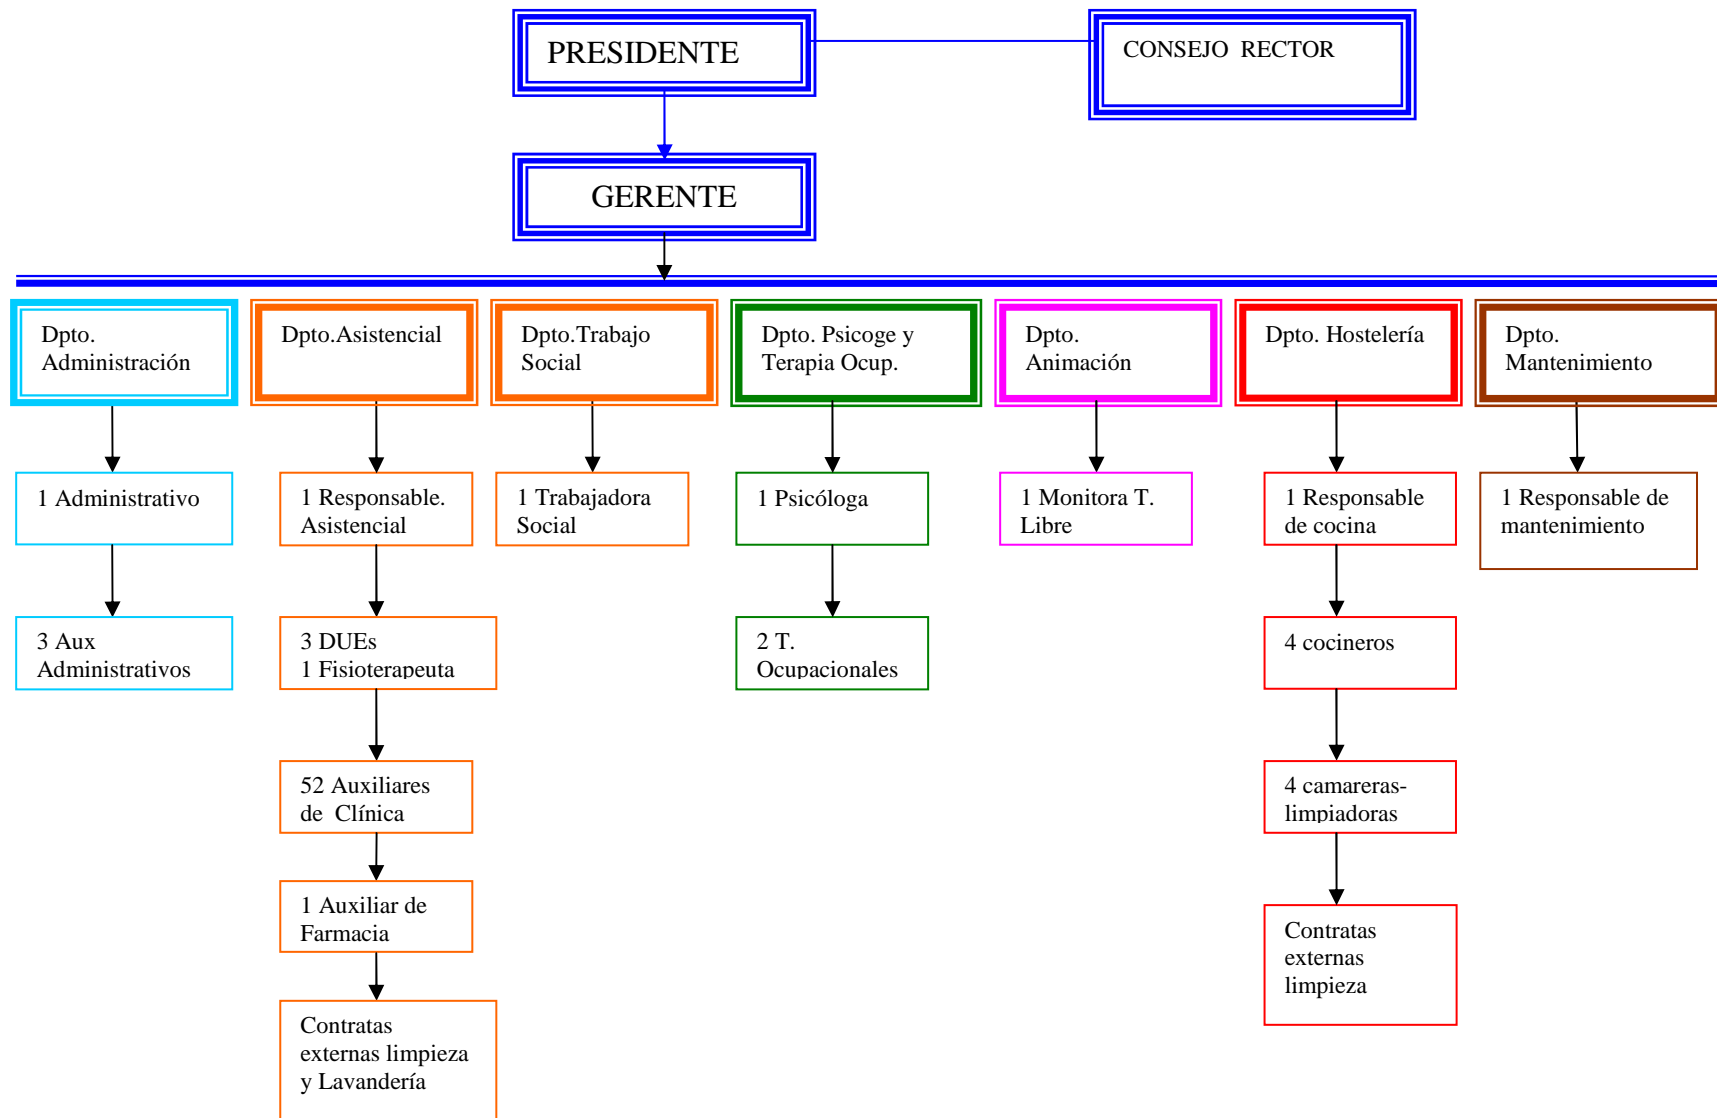 PRESIDENTE
CONSEJO RECTOR
GERENTE
Dpto.
Administración
Dpto.Asistencial
Dpto.Trabajo
Social
Dpto. Psicoge y
Terapia Ocup.
Dpto.
Animación
Dpto. Hostelería
Dpto.
Mantenimiento
1 Administrativo
1 Responsable.
Asistencial
1 Trabajadora
Social
1 Psicóloga
1 Monitora T.
Libre
1 Responsable
de cocina
1 Responsable de
mantenimiento
3 Aux
Administrativos
3 DUEs
1 Fisioterapeuta
2 T.
Ocupacionales
4 cocineros
52 Auxiliares
de Clínica
4 camareras-
limpiadoras
1 Auxiliar de
Farmacia
Contratas
externas
limpieza
Contratas
externas limpieza
y Lavandería